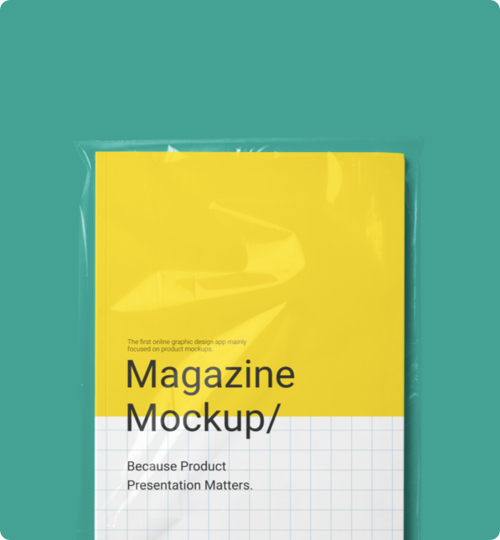 The first online graphic design app mainly
focused on product mockups.
Magazine
Mockup/
Because Product
Presentation Matters.